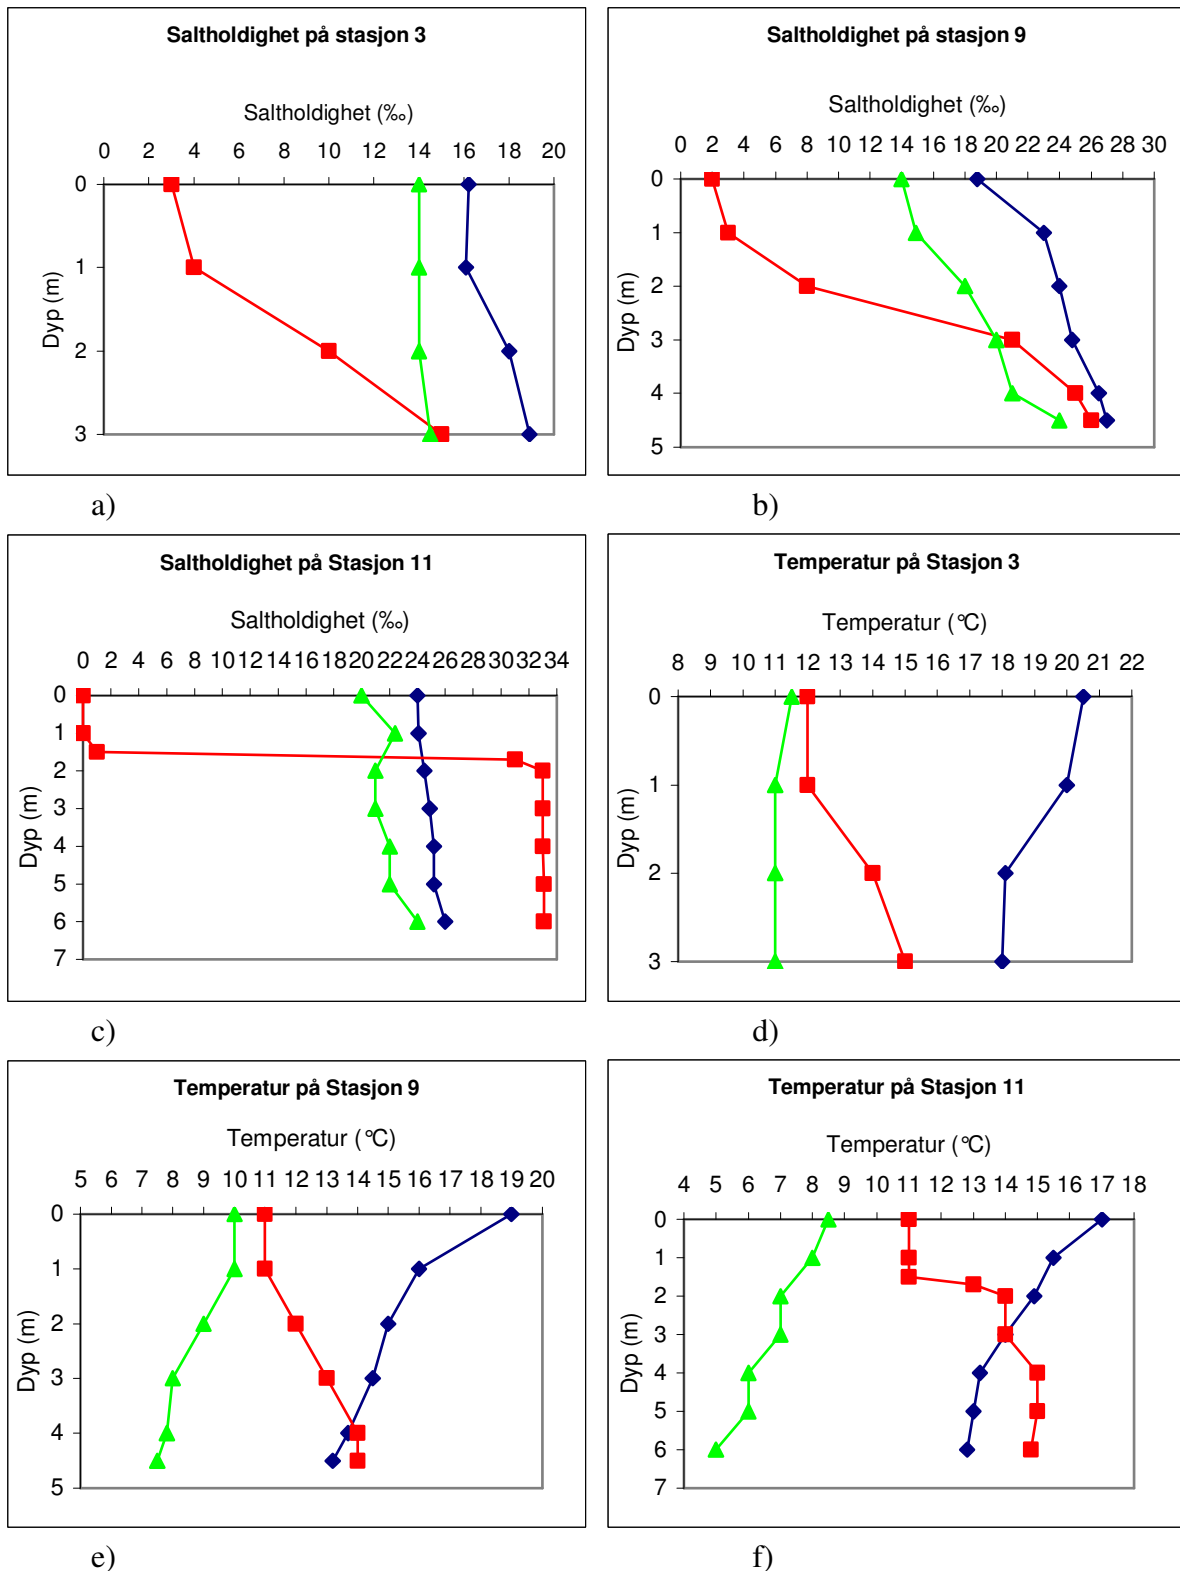 Saltholdighet på stasjon 3
Saltholdighet (‰)
0 2 4 6 8 10 12 14 16 18 20
0
1
2
3
Dyp (m)
a)
Saltholdighet på stasjon 9
Saltholdighet (‰)
0 2 4 6 8 10 12 14 16 18 20 22 24 26 28 30
0
1
2
3
4
5
Dyp (m)
b)
Saltholdighet på Stasjon 11
Saltholdighet (‰)
0 2 4 6 8 10 12 14 16 18 20 22 24 26 28 30 32 34
0
1
2
3
4
5
6
7
Dyp (m)
c)
Temperatur på Stasjon 3
Temperatur (°C)
8 9 10 11 12 13 14 15 16 17 18 19 20 21 22
0
1
2
3
Dyp (m)
d)
Temperatur på Stasjon 9
Temperatur (°C)
5 6 7 8 9 10 11 12 13 14 15 16 17 18 19 20
0
1
2
3
4
5
Dyp (m)
e)
Temperatur på Stasjon 11
Temperatur (°C)
4 5 6 7 8 9 10 11 12 13 14 15 16 17 18
0
1
2
3
4
5
6
7
Dyp (m)
f)